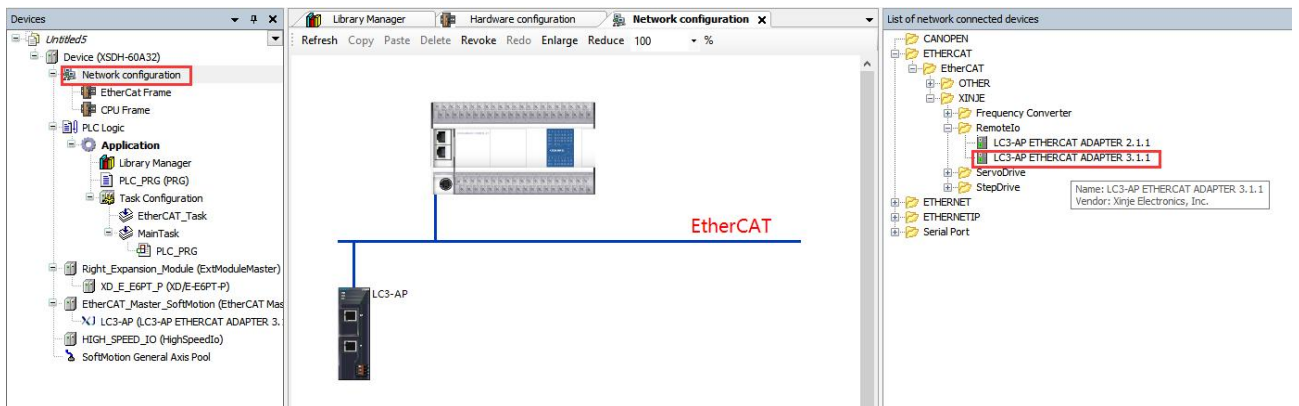 Devices
Untitled5
Device (XSDH-60A32)
Network configuration
EtherCat Frame
CPU Frame
PLC Logic
Application
Library Manager
PLC_PRG (PRG)
Task Configuration
EtherCAT_Task
MainTask
PLC_PRG
Right_Expansion_Module (ExtModuleMaster)
XD_E_E6PT_P (XD/E-E6PT-P)
EtherCAT_Master_SoftMotion (EtherCAT Mas
LC3-AP (LC3-AP ETHERCAT ADAPTER 3.
HIGH_SPEED_IO (HighSpeedIo)
SoftMotion General Axis Pool
Library Manager Hardware configuration Network configuration
Refresh Copy Paste Delete Revoke Redo Enlarge Reduce 100 %
EtherCAT
LC3-AP
List of network connected devices
CANOPEN
ETHERCAT
EtherCAT
OTHER
XINJE
Frequency Converter
RemoteIo
LC3-AP ETHERCAT ADAPTER 2.1.1
LC3-AP ETHERCAT ADAPTER 3.1.1
ServoDrive
StepDrive
Name: LC3-AP ETHERCAT ADAPTER 3.1.1
Vendor: Xinje Electronics, Inc.
ETHERNET
ETHERNETIP
Serial Port